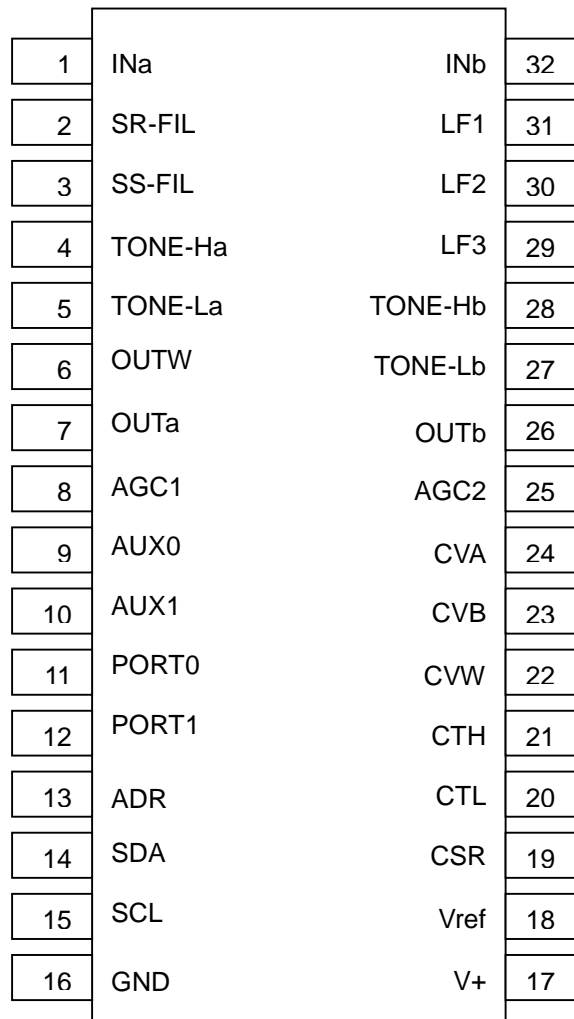 1 INa INb 32
2 SR-FIL LF1 31
3 SS-FIL LF2 30
4 TONE-Ha LF3 29
5 TONE-La TONE-Hb 28
6 OUTW TONE-Lb 27
7 OUTa OUTb 26
8 AGC1 AGC2 25
9 AUX0 CVA 24
10 AUX1 CVB 23
11 PORT0 CVW 22
12 PORT1 CTH 21
13 ADR CTL 20
14 SDA CSR 19
15 SCL Vref 18
16 GND V+ 17